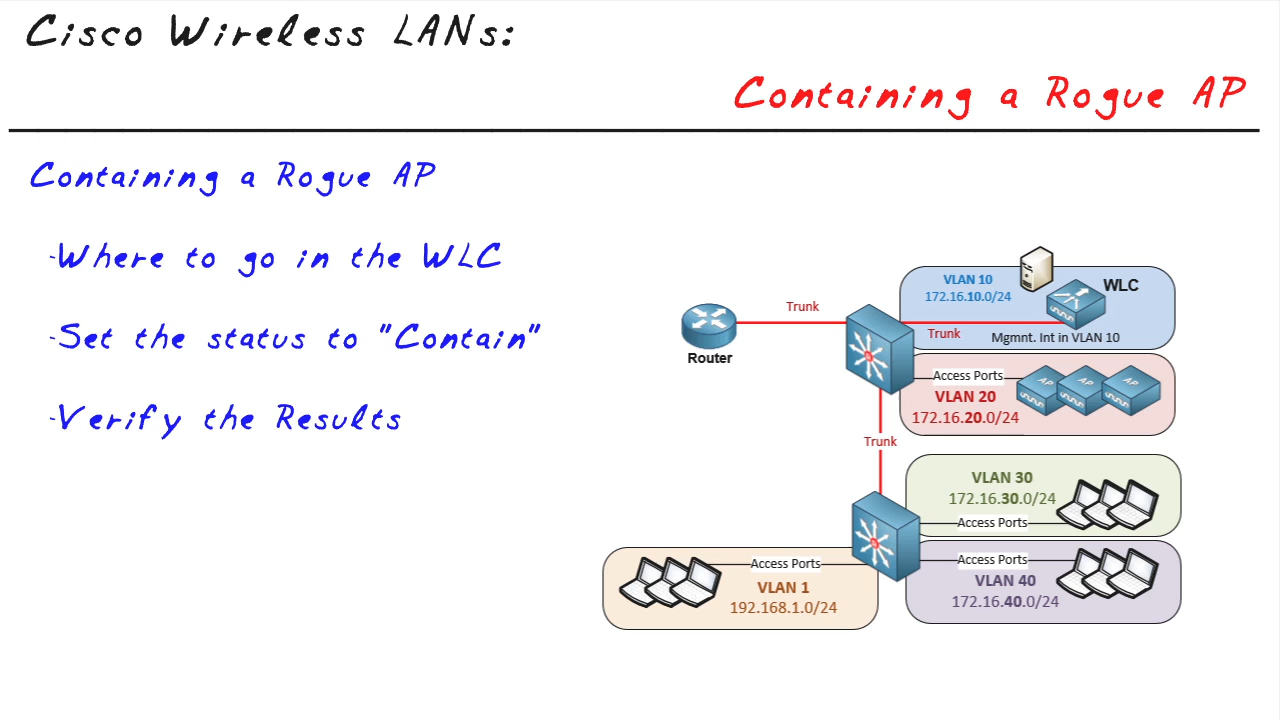 Cisco Wireless LANs:
Containing a Rogue AP
Containing a Rogue AP
-Where to go in the WLC
-Set the status to "Contain"
-Verify the Results
VLAN 10
172.16.10.0/24
WLC
Trunk
Mgmnt. Int in VLAN 10
Trunk
Router
Access Ports
AP AP AP
VLAN 20
172.16.20.0/24
Trunk
VLAN 30
172.16.30.0/24
Access Ports
Access Ports
VLAN 40
172.16.40.0/24
Access Ports
VLAN 1
192.168.1.0/24